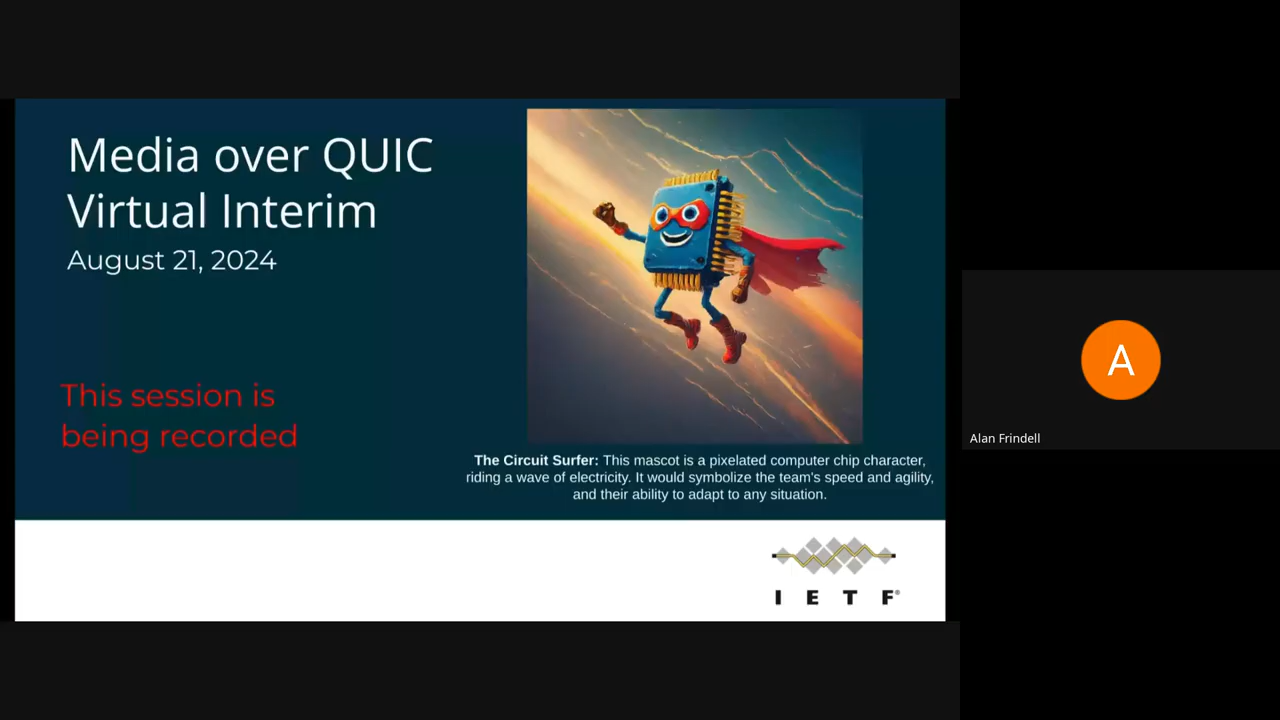 Media over QUIC
Virtual Interim
August 21, 2024
This session is
being recorded
The Circuit Surfer: This mascot is a pixelated computer chip character,
riding a wave of electricity. It would symbolize the team's speed and agility,
and their ability to adapt to any situation.
I E T F®
A
Alan Frindell